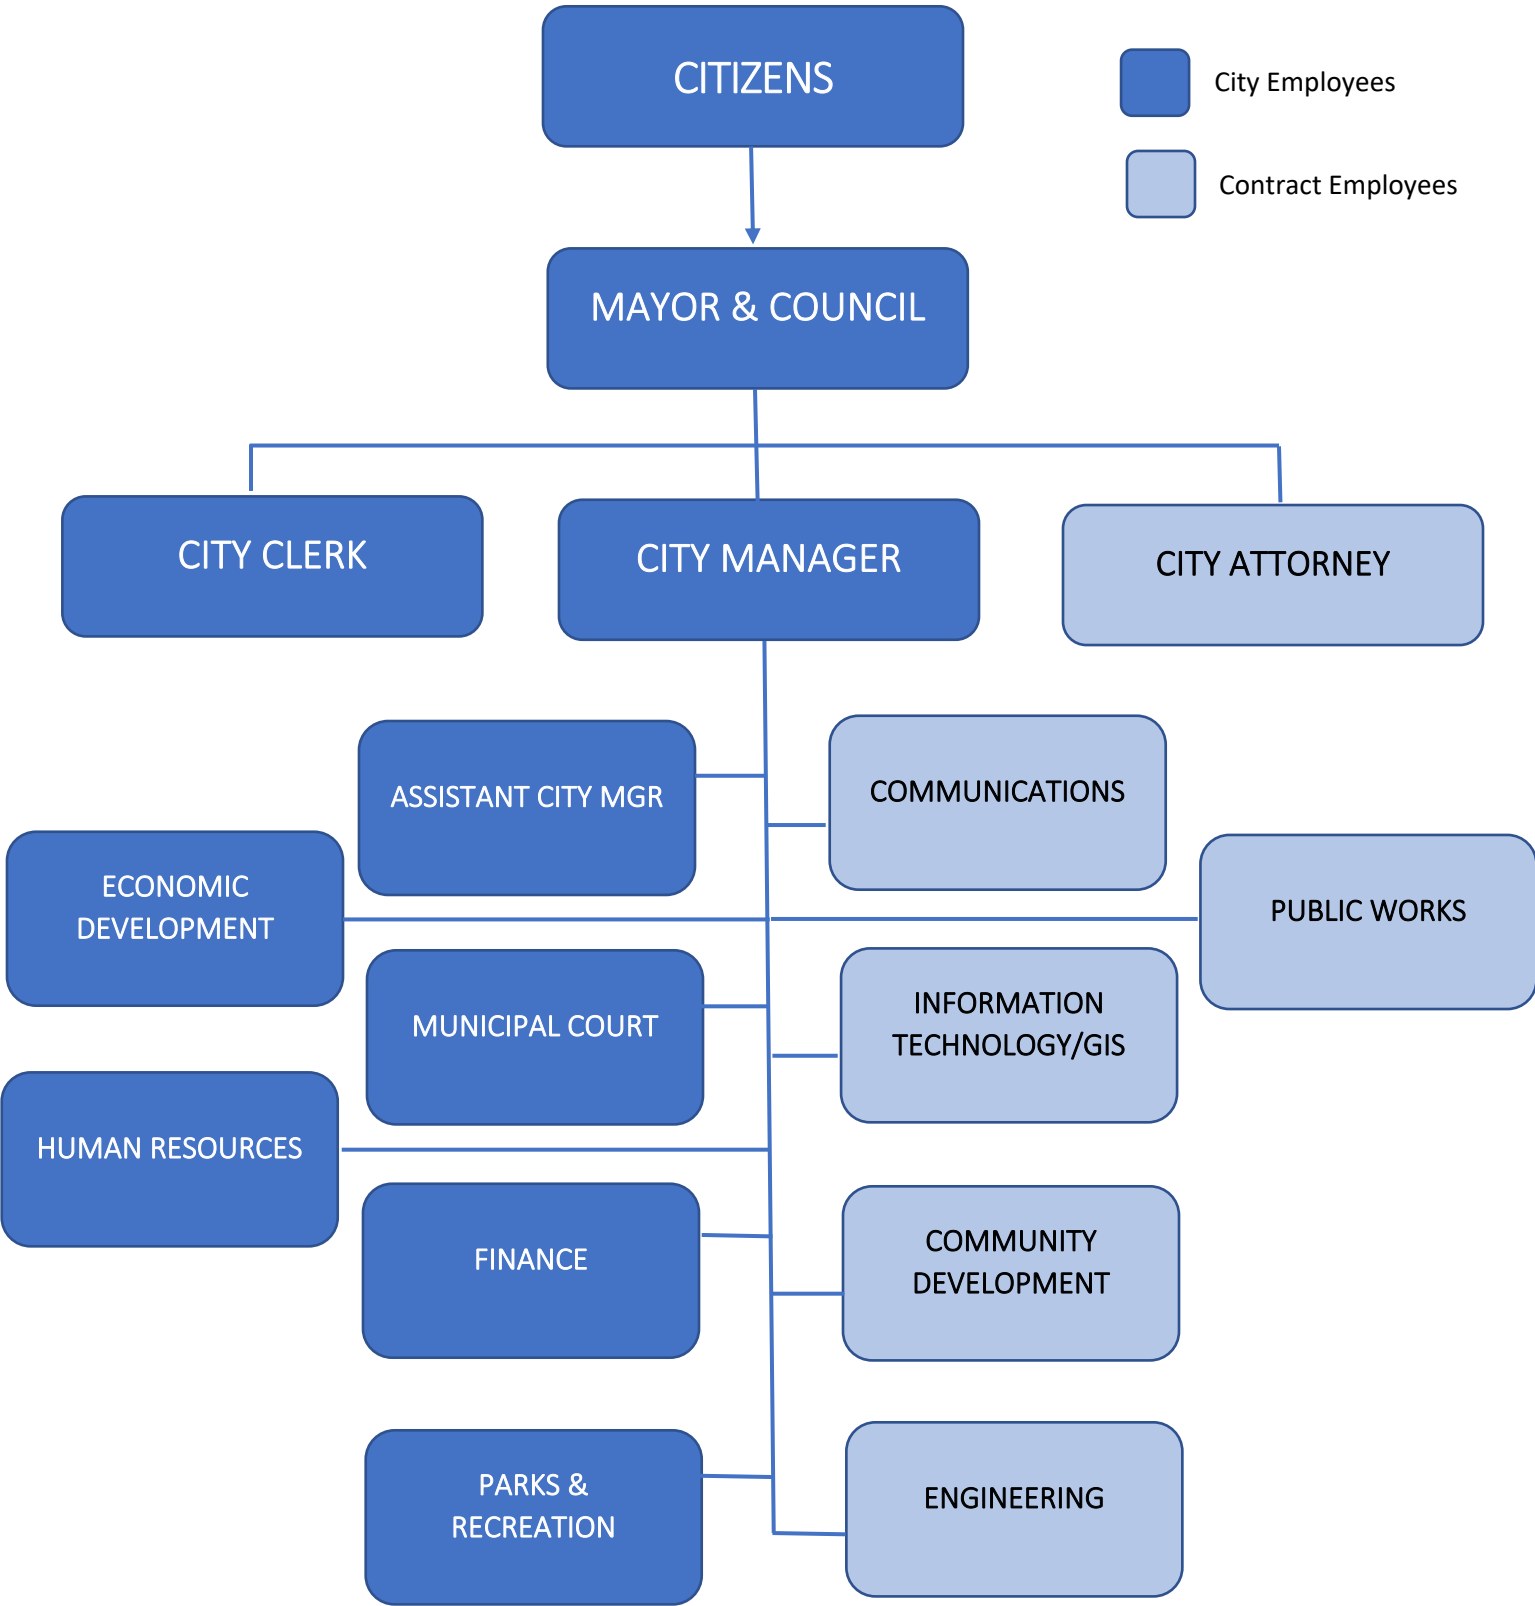 CITIZENS
City Employees
Contract Employees
MAYOR & COUNCIL
CITY CLERK
CITY MANAGER
CITY ATTORNEY
ASSISTANT CITY MGR
COMMUNICATIONS
ECONOMIC
DEVELOPMENT
PUBLIC WORKS
MUNICIPAL COURT
INFORMATION
TECHNOLOGY/GIS
HUMAN RESOURCES
FINANCE
COMMUNITY
DEVELOPMENT
PARKS &
RECREATION
ENGINEERING